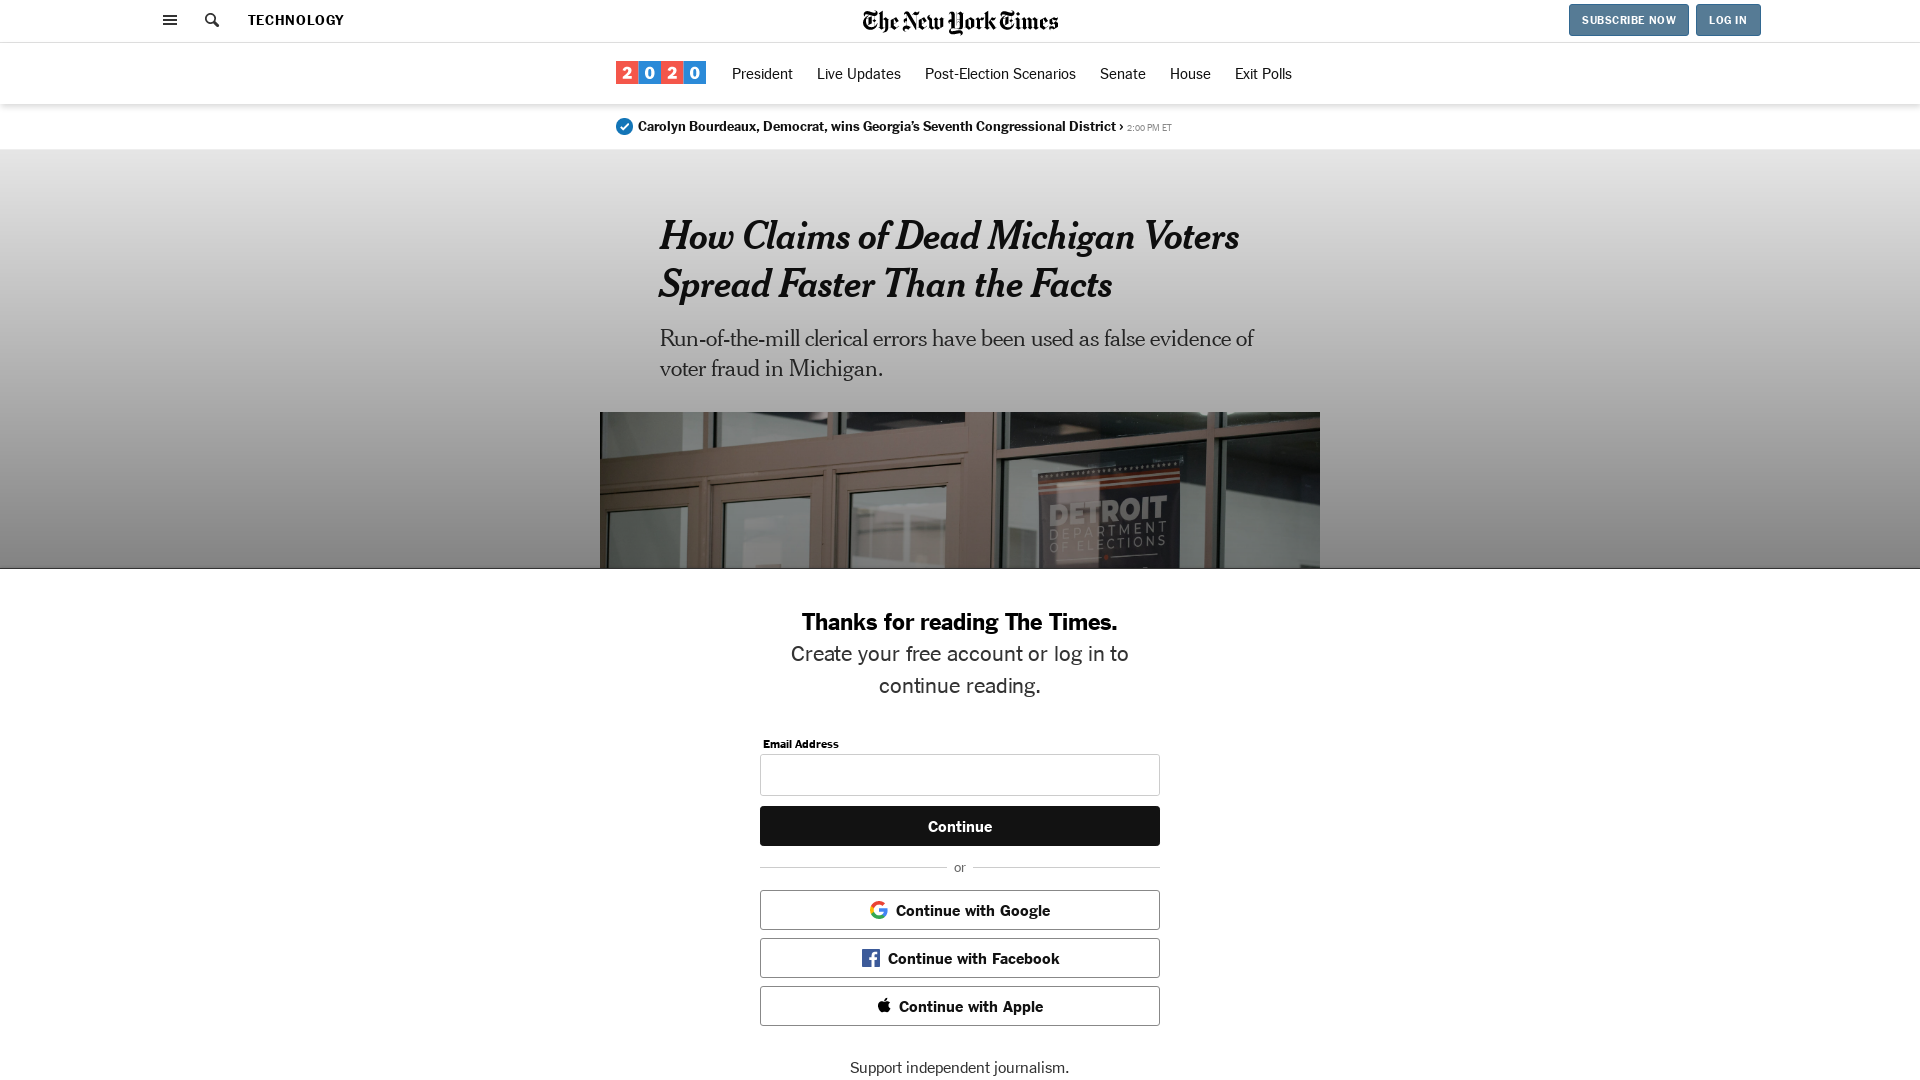 TECHNOLOGY
The New York Times
SUBSCRIBE NOW
LOG IN
2020
President
Live Updates
Post-Election Scenarios
Senate
House
Exit Polls
Carolyn Bourdeaux, Democrat, wins Georgia’s Seventh Congressional District › 2:00 PM ET
How Claims of Dead Michigan Voters
Spread Faster Than the Facts
Run-of-the-mill clerical errors have been used as false evidence of
voter fraud in Michigan.
DETROIT
DEPARTMENT
OF ELECTIONS
Thanks for reading The Times.
Create your free account or log in to
continue reading.
Email Address
Continue
or
Continue with Google
Continue with Facebook
Continue with Apple
Support independent journalism.